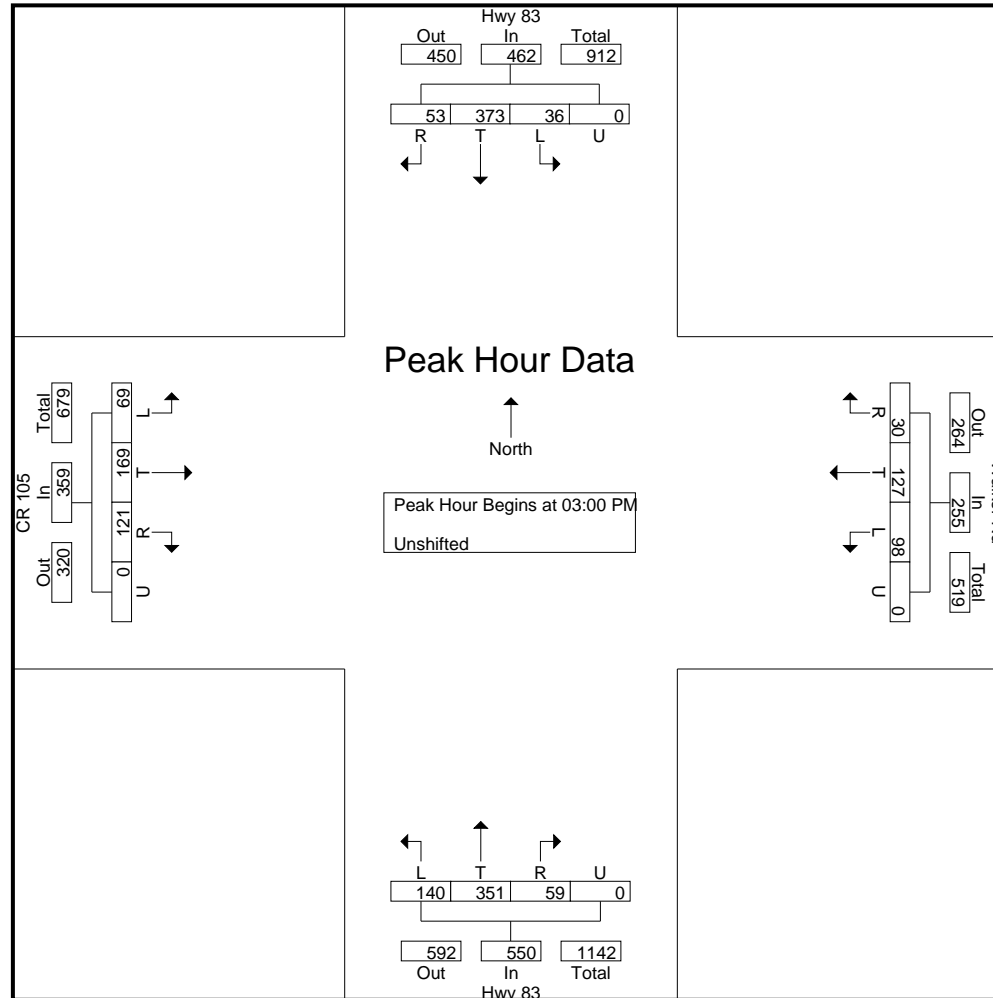 Hwy 83
Out In Total
450 462 912
53 373 36 0
R T L U
Peak Hour Data
North
Peak Hour Begins at 03:00 PM
Unshifted
CR 105
Total In Out
679 359 320
69 169 121 0
L T R U
Out In Total
264 255 519
30 127 98 0
R T L U
L T R U
140 351 59 0
592 550 1142
Out In Total
Hwy 83